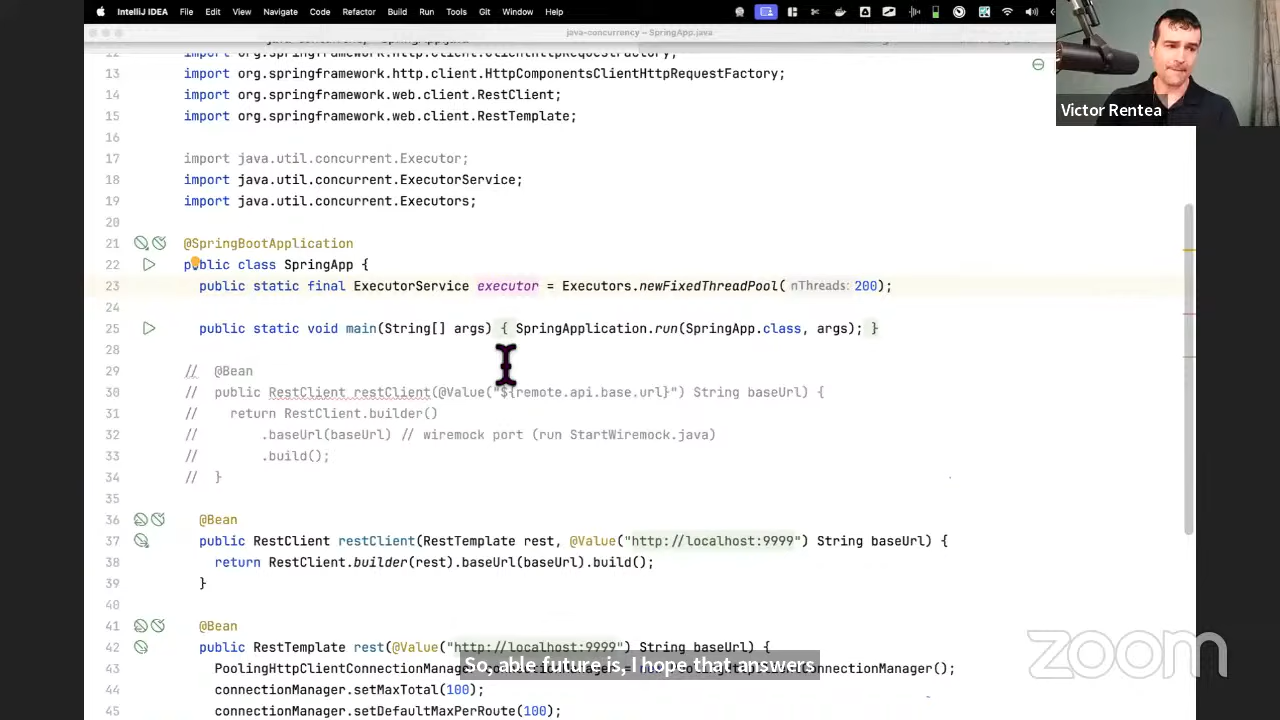 IntelliJ IDEA File Edit View Navigate Code Refactor Build Run Tools Git Window Help
java-concurrency – SpringApp.java
12 import org.springframework.http.client.ClientHttpRequestFactory;
13 import org.springframework.http.client.HttpComponentsClientHttpRequestFactory;
14 import org.springframework.web.client.RestClient;
15 import org.springframework.web.client.RestTemplate;
16
17 import java.util.concurrent.Executor;
18 import java.util.concurrent.ExecutorService;
19 import java.util.concurrent.Executors;
20
21 @SpringBootApplication
22 public class SpringApp {
23 public static final ExecutorService executor = Executors.newFixedThreadPool( nThreads: 200);
24
25 public static void main(String[] args) { SpringApplication.run(SpringApp.class, args); }
28
29 // @Bean
30 // public RestClient restClient(@Value("${remote.api.base.url}") String baseUrl) {
31 // return RestClient.builder()
32 // .baseUrl(baseUrl) // wiremock port (run StartWiremock.java)
33 // .build();
34 // }
35
36 @Bean
37 public RestClient restClient(RestTemplate rest, @Value("http://localhost:9999") String baseUrl) {
38 return RestClient.builder(rest).baseUrl(baseUrl).build();
39 }
40
41 @Bean
42 public RestTemplate rest(@Value("http://localhost:9999") String baseUrl) {
43 PoolingHttpClientConnectionManager
44 connectionManager.setMaxTotal(100);
45 connectionManager.setDefaultMaxPerRoute(100);
So, able future is, I hope that answers
Victor Rentea
zoom